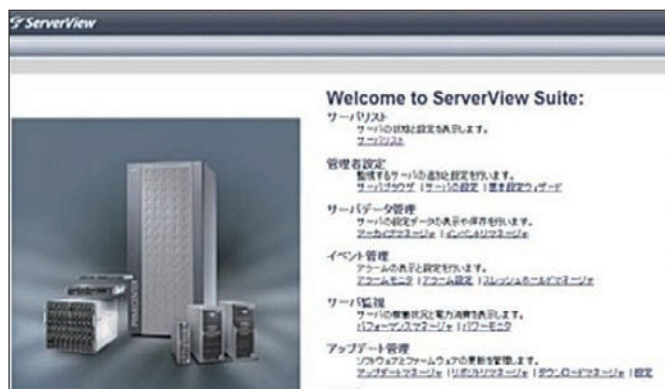 ServerView
Welcome to ServerView Suite:
サーバリスト
サーバの状態と設定を表示します。
サーバリスト
管理者設定
監視するサーバの追加と設定を行います。
サーバブラウザ | サーバの設定 | 基本設定ウィザード
サーバデータ管理
サーバの設定データの表示や保存を行います。
アーカイブマネージャ | インベントリマネージャ
イベント管理
アラームの表示と設定を行います。
アラームモニタ | アラーム設定 | スレッシュホールドマネージャ
サーバ監視
サーバの稼働状況と電力消費を表示します。
パフォーマンスマネージャ | パワーモニタ
アップデート管理
ソフトウェアとファームウェアの更新を管理します。
アップデートマネージャ | リポジトリマネージャ | ダウンロードマネージャ | 設定